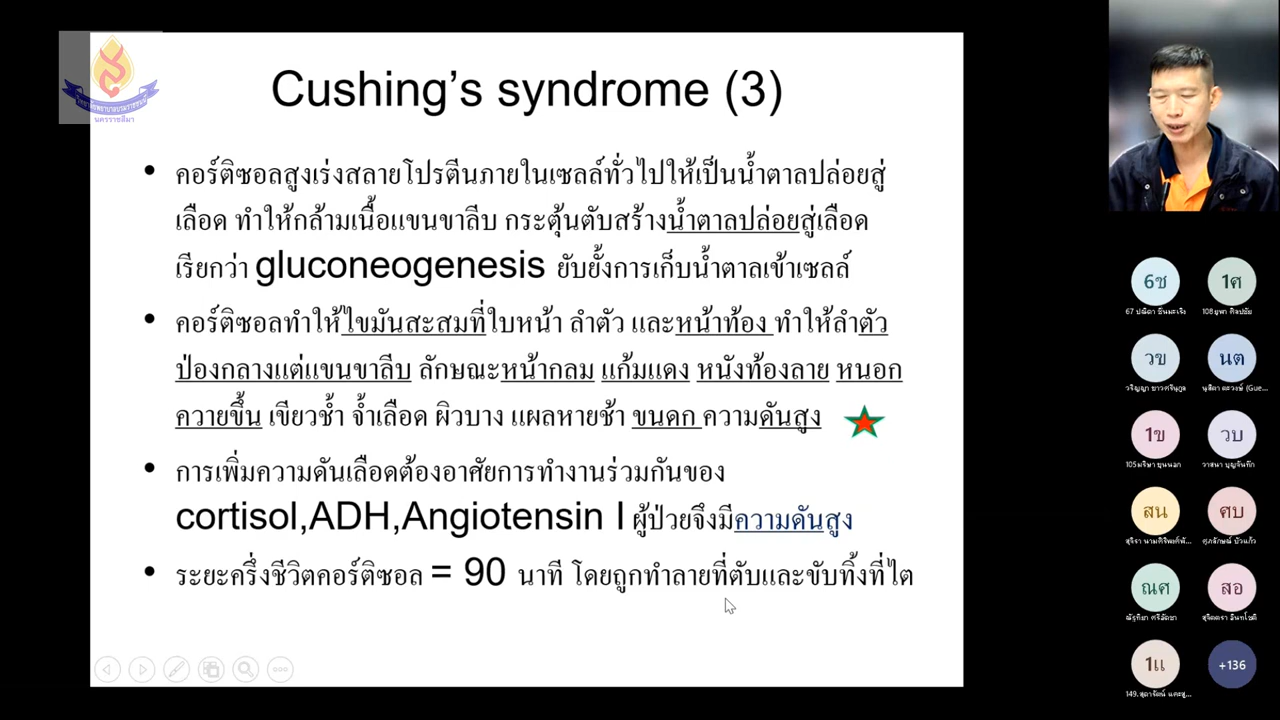 Cushing's syndrome (3)
• คอร์ติซอลสูงเร่งสลายโปรตีนภายในเซลล์ทั่วไปให้เป็นน้ำตาลปล่อยสู่
เลือด ทำให้กล้ามเนื้อแขนขาลีบ กระตุ้นตับสร้างน้ำตาลปล่อยสู่เลือด
เรียกว่า gluconeogenesis ยับยั้งการเก็บน้ำตาลเข้าเซลล์
• คอร์ติซอลทำให้ไขมันสะสมที่ใบหน้า ลำตัว และหน้าท้อง ทำให้ลำตัว
ป่องกลางแต่แขนขาลีบ ลักษณะหน้ากลม แก้มแดง หนังท้องลาย หนอก
ควายขึ้น เขียวช้ำ จ้ำเลือด ผิวบาง แผลหายช้า ขนดก ความดันสูง
• การเพิ่มความดันเลือดต้องอาศัยการทำงานร่วมกันของ
cortisol,ADH,Angiotensin I ผู้ป่วยจึงมีความดันสูง
• ระยะครึ่งชีวิตคอร์ติซอล = 90 นาที โดยถูกทำลายที่ตับและขับทิ้งที่ไต
นครราชสีมา
6ช 1ศ
วข นต
1ข วบ
สน ศบ
ณศ สอ
1แ +136